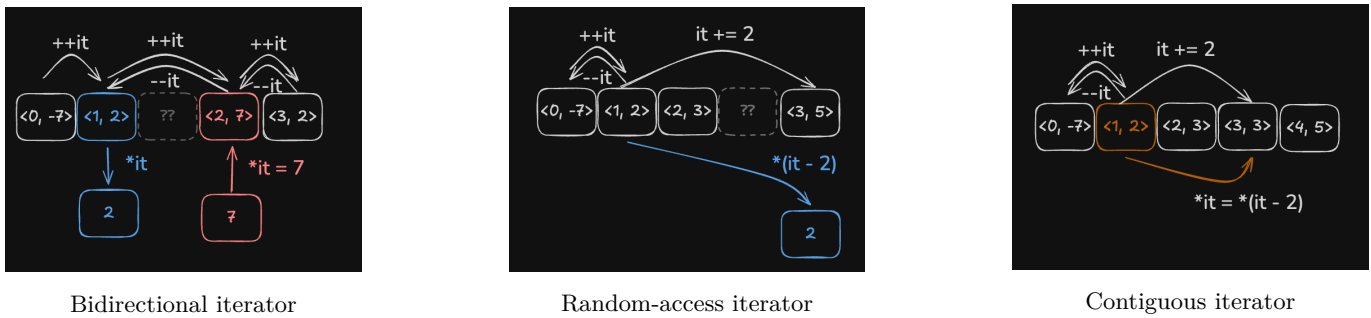 ++it ++it ++it
--it --it
<0, -7> <1, 2> ?? <2, 7> <3, 2>
*it *it = 7
2 7
Bidirectional iterator
++it it += 2
--it
<0, -7> <1, 2> <2, 3> ?? <3, 5>
*(it - 2)
2
Random-access iterator
++it it += 2
--it
<0, -7> <1, 2> <2, 3> <3, 3> <4, 5>
*it = *(it - 2)
Contiguous iterator